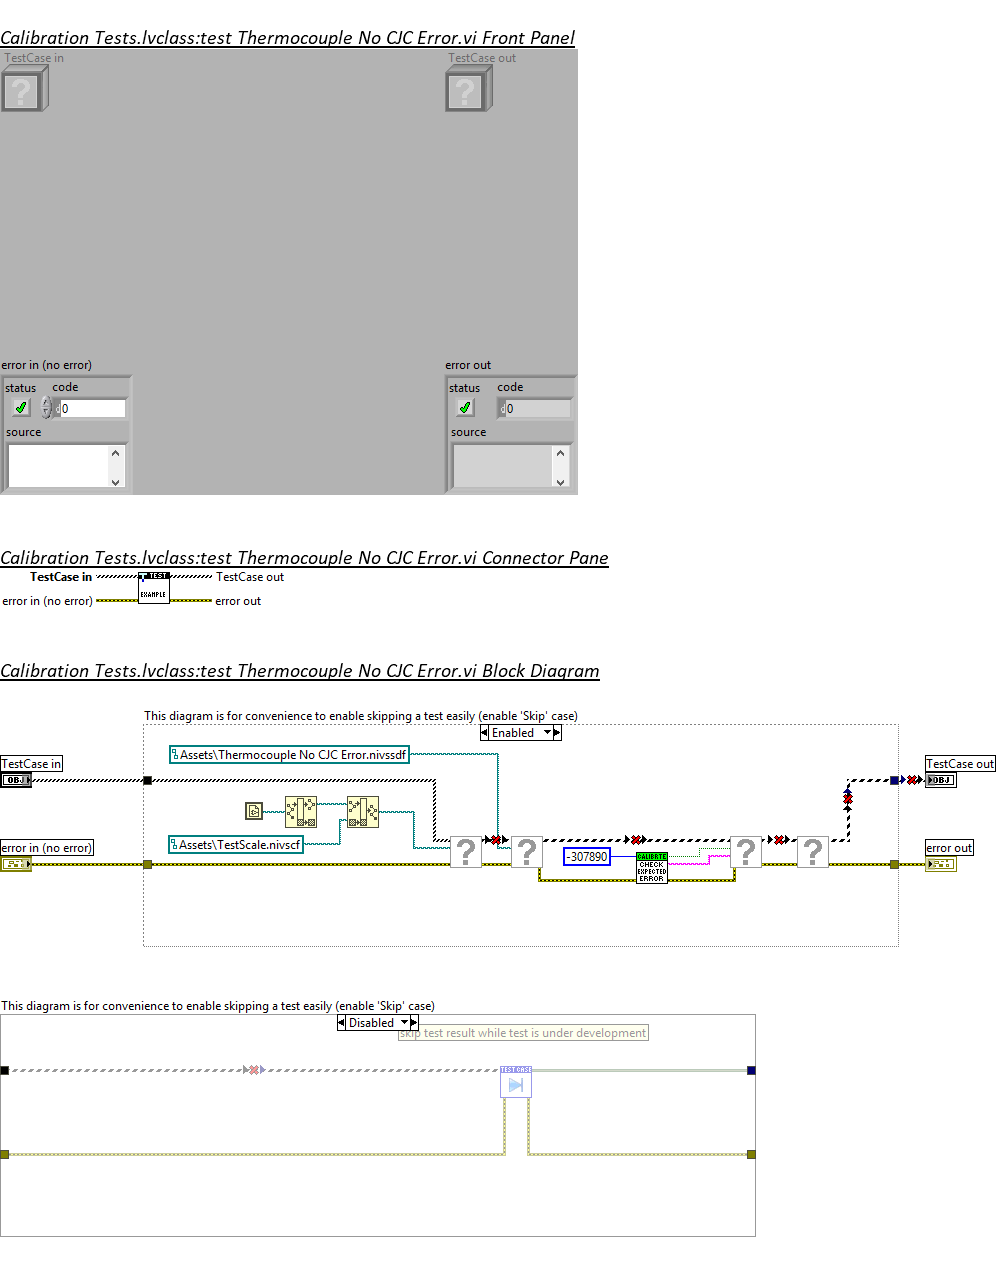 Calibration Tests.lvclass:test Thermocouple No CJC Error.vi Front Panel
TestCase in
TestCase out
error in (no error)
error out
status
code
status
code
d 0
d 0
source
source
Calibration Tests.lvclass:test Thermocouple No CJC Error.vi Connector Pane
TestCase in
TEST
TestCase out
EXAMPLE
error in (no error)
error out
Calibration Tests.lvclass:test Thermocouple No CJC Error.vi Block Diagram
This diagram is for convenience to enable skipping a test easily (enable 'Skip' case)
Enabled
Assets\Thermocouple No CJC Error.nivssdf
TestCase in
TestCase out
OBJ
OBJ
Assets\TestScale.nivscf
error in (no error)
error out
-307890
CALIBRTE
CHECK
EXPECTED
ERROR
This diagram is for convenience to enable skipping a test easily (enable 'Skip' case)
Disabled
skip test result while test is under development
TEST CASE